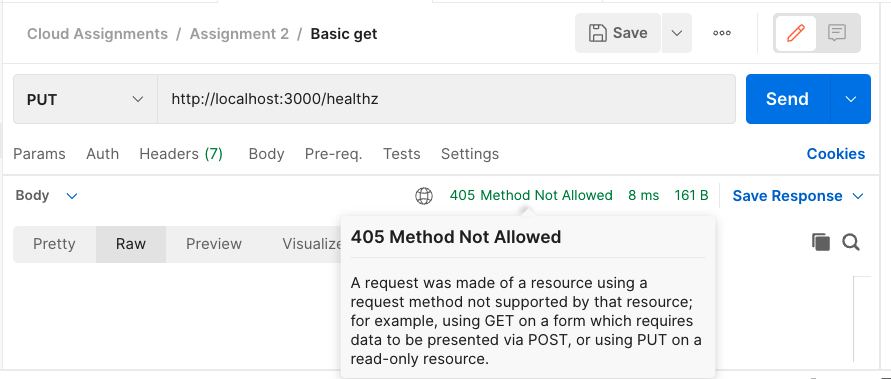 Cloud Assignments / Assignment 2 / Basic get
Save
PUT
http://localhost:3000/healthz
Send
Params Auth Headers (7) Body Pre-req. Tests Settings
Cookies
Body
405 Method Not Allowed 8 ms 161 B
Save Response
Pretty Raw Preview Visualize
405 Method Not Allowed
A request was made of a resource using a
request method not supported by that resource;
for example, using GET on a form which requires
data to be presented via POST, or using PUT on a
read-only resource.